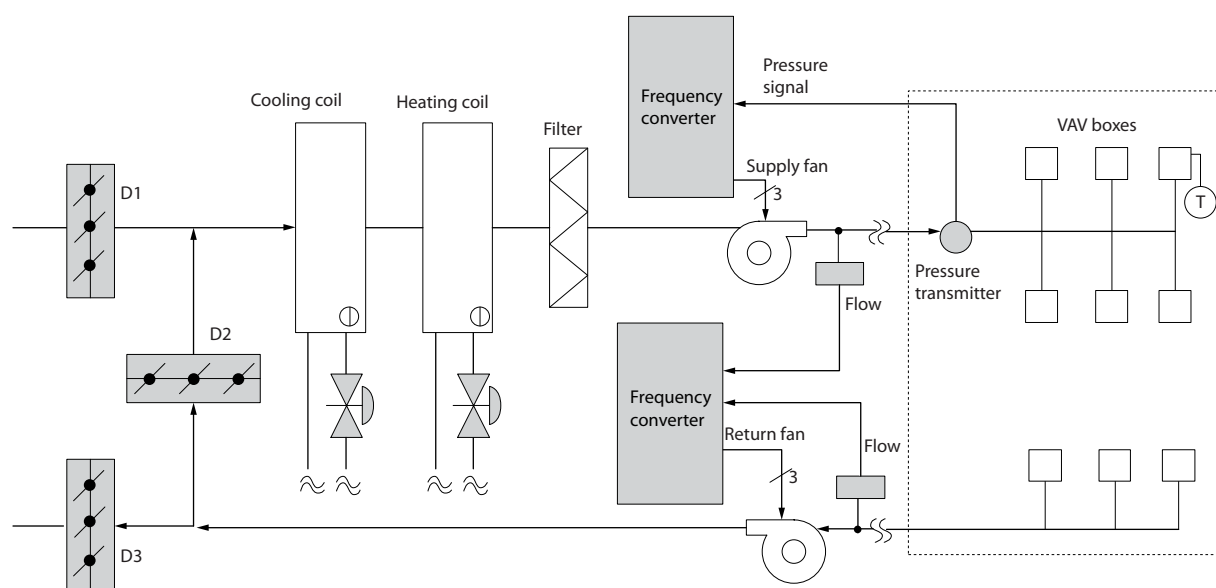 Cooling coil
Heating coil
Filter
Frequency
converter
Pressure
signal
Supply fan
3
VAV boxes
T
D1
Pressure
transmitter
Flow
D2
Frequency
converter
Return fan
3
Flow
D3